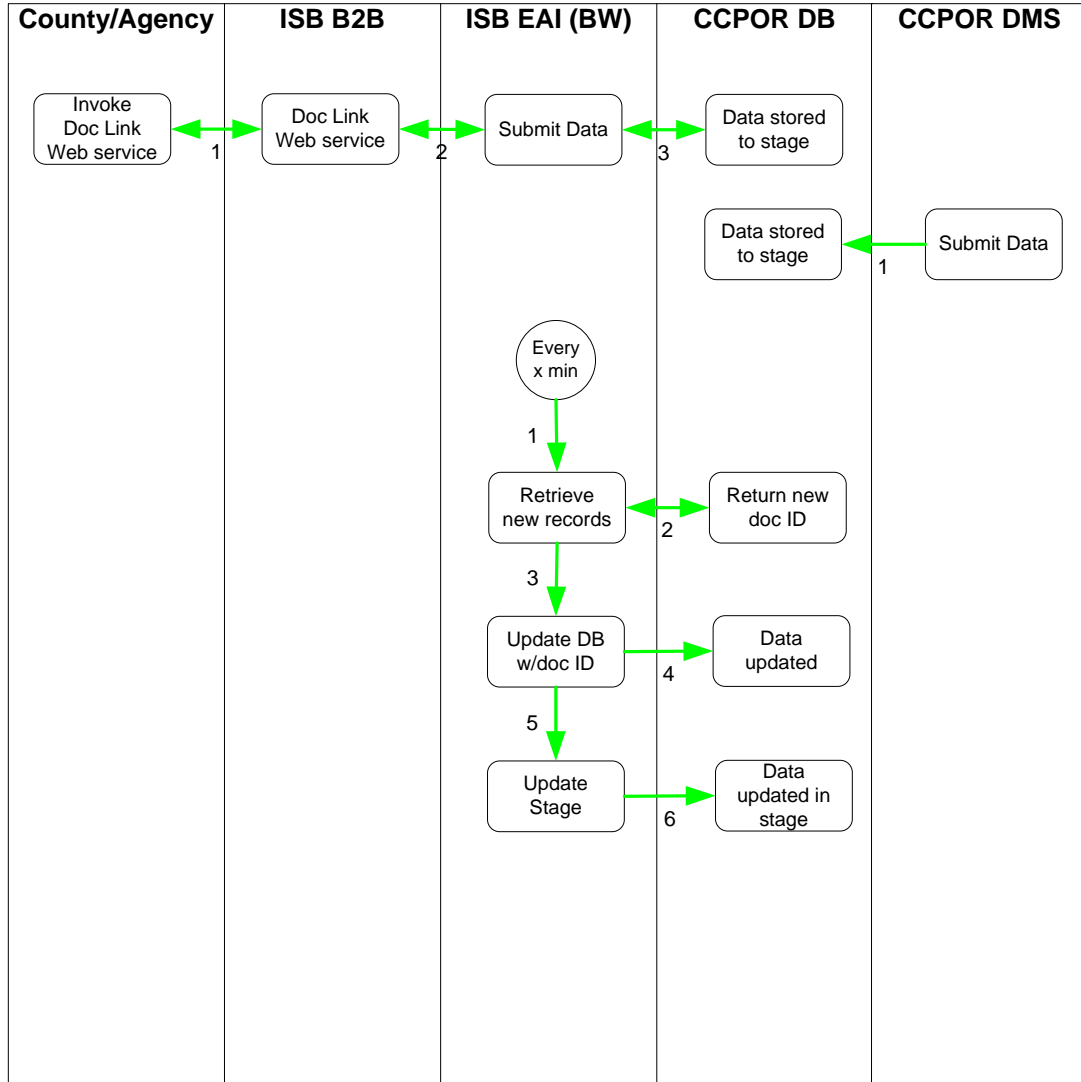 County/Agency
ISB B2B
ISB EAI (BW)
CCPOR DB
CCPOR DMS
Invoke
Doc Link
Web service
1
Doc Link
Web service
2
Submit Data
3
Data stored
to stage
Data stored
to stage
1
Submit Data
Every
x min
1
Retrieve
new records
2
Return new
doc ID
3
Update DB
w/doc ID
4
Data
updated
5
Update
Stage
6
Data
updated in
stage